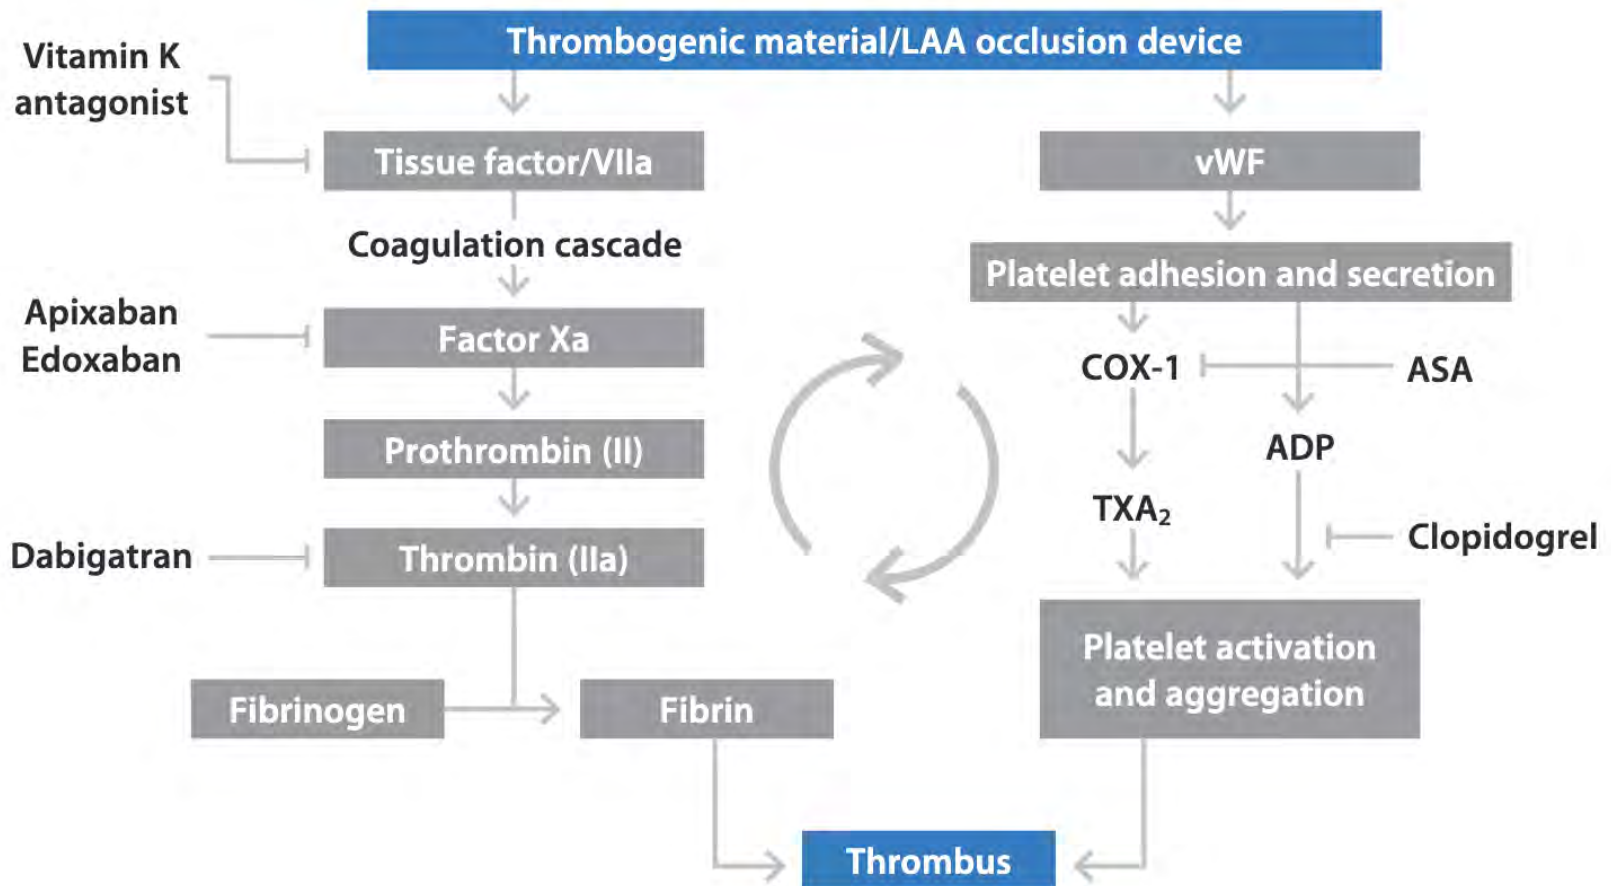 Thrombogenic material/LAA occlusion device
Vitamin K
antagonist
Tissue factor/VIIa
vWF
Coagulation cascade
Platelet adhesion and secretion
Apixaban
Edoxaban
Factor Xa
COX-1
ASA
Prothrombin (II)
ADP
TXA₂
Dabigatran
Thrombin (IIa)
Clopidogrel
Platelet activation
and aggregation
Fibrinogen
Fibrin
Thrombus